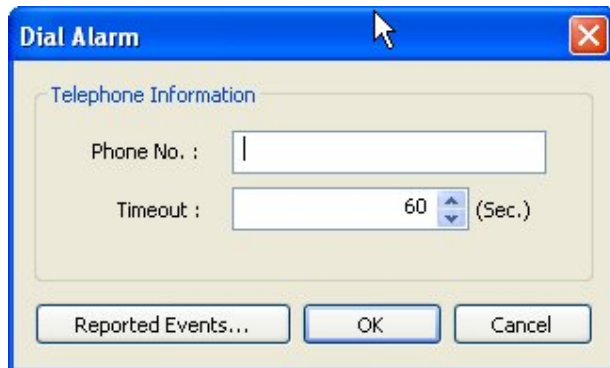 Dial Alarm
Telephone Information
Phone No. :
Timeout : 60 (Sec.)
Reported Events... OK Cancel